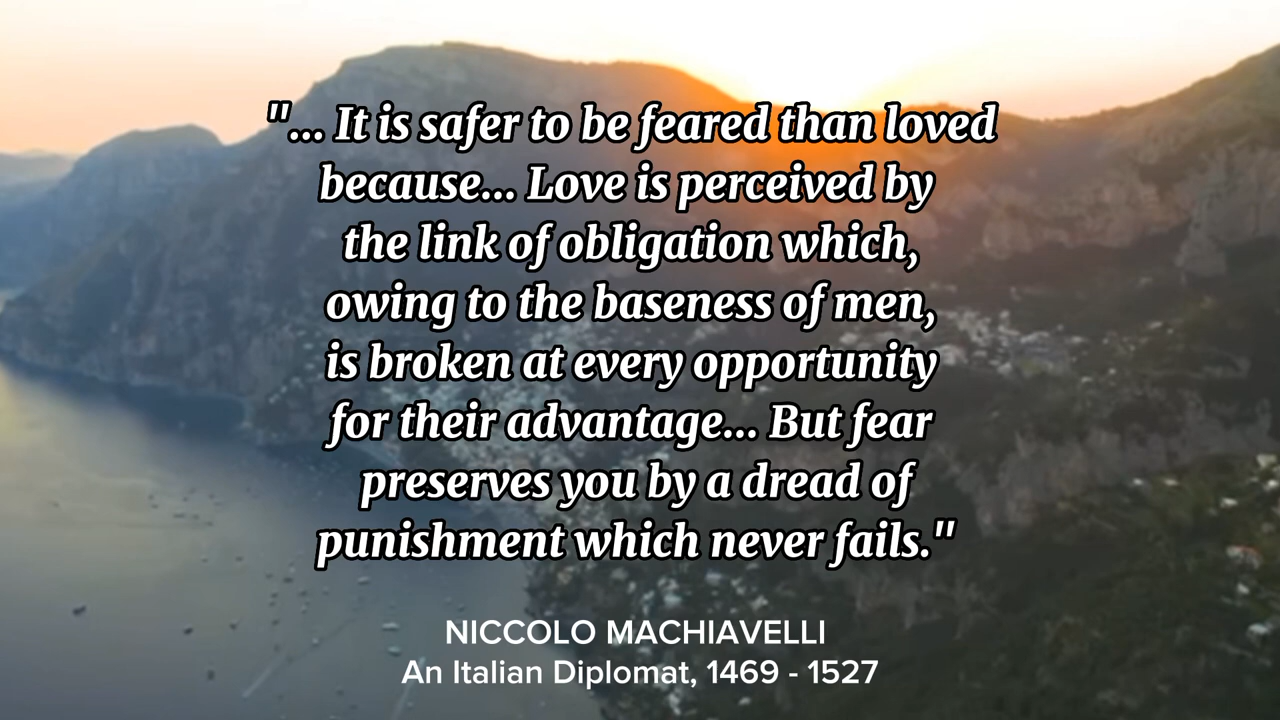 "... It is safer to be feared than loved
because... Love is perceived by
the link of obligation which,
owing to the baseness of men,
is broken at every opportunity
for their advantage... But fear
preserves you by a dread of
punishment which never fails."
NICCOLO MACHIAVELLI
An Italian Diplomat, 1469 - 1527